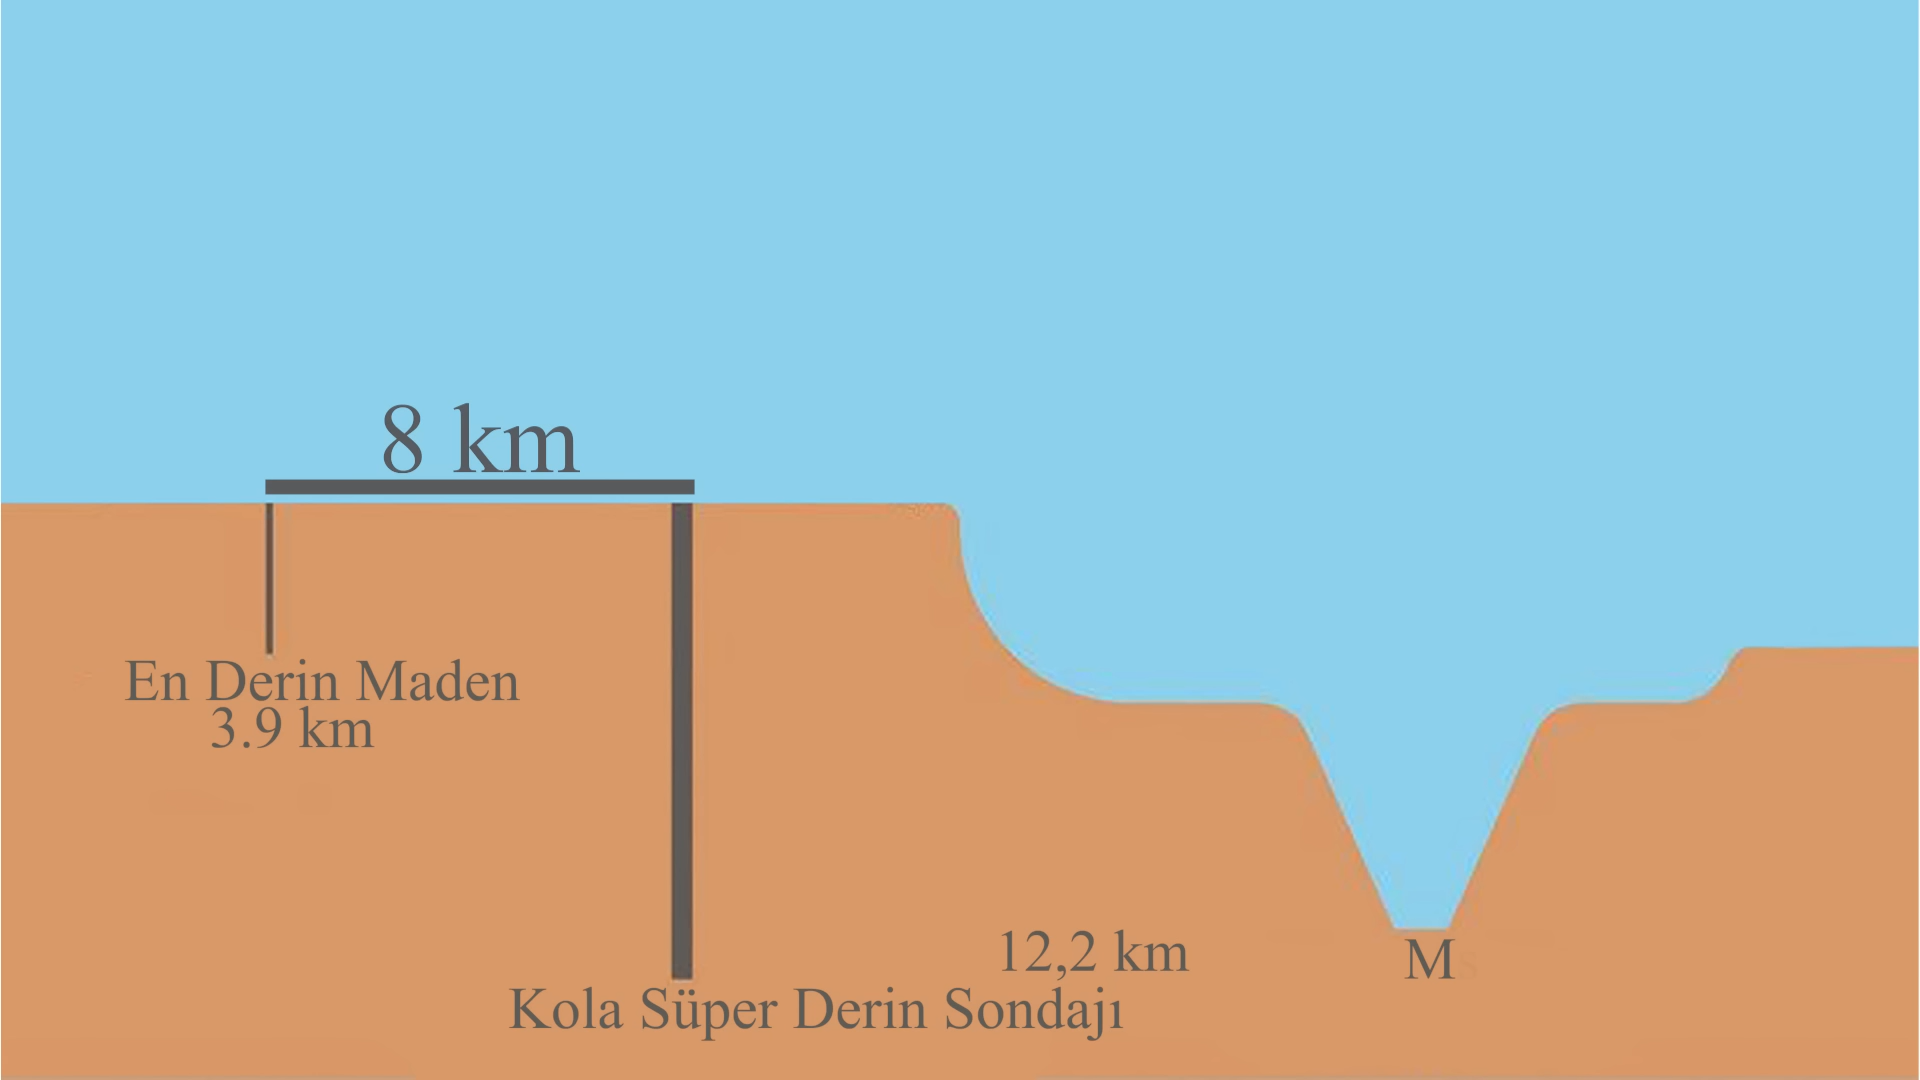 8 km
En Derin Maden
3.9 km
12,2 km
M
Kola Süper Derin Sondajı